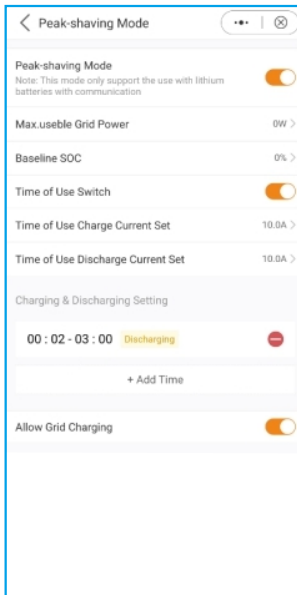 Peak-shaving Mode
Peak-shaving Mode
Note: This mode only support the use with lithium
batteries with communication
Max.useble Grid Power 0W
Baseline SOC 0%
Time of Use Switch
Time of Use Charge Current Set 10.0A
Time of Use Discharge Current Set 10.0A
Charging & Discharging Setting
00 : 02 - 03 : 00 Discharging
+ Add Time
Allow Grid Charging